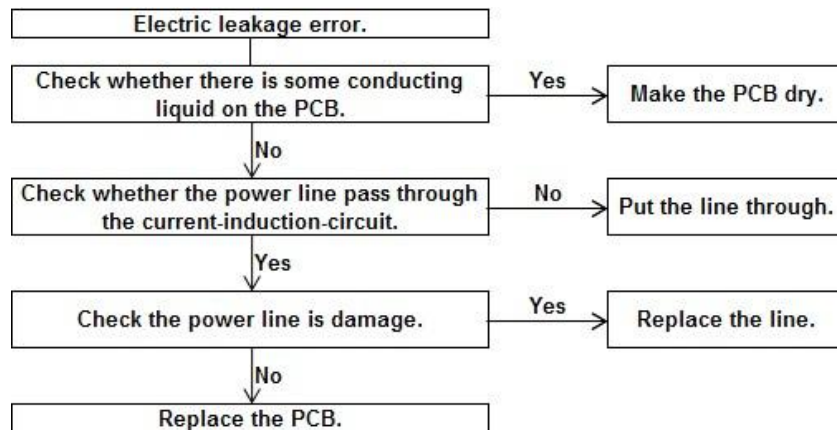 Electric leakage error.
Check whether there is some conducting
liquid on the PCB.
Yes
Make the PCB dry.
No
Check whether the power line pass through
the current-induction-circuit.
No
Put the line through.
Yes
Check the power line is damage.
Yes
Replace the line.
No
Replace the PCB.